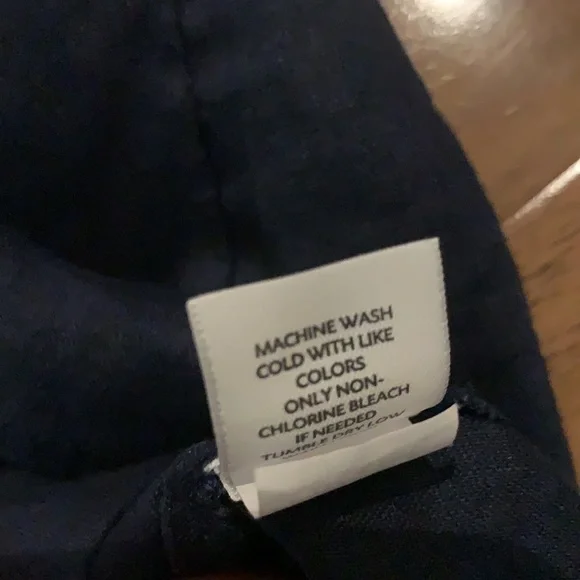 MACHINE WASH
COLD WITH LIKE
COLORS
ONLY NON-
CHLORINE BLEACH
IF NEEDED
TUMBLE DRY LOW